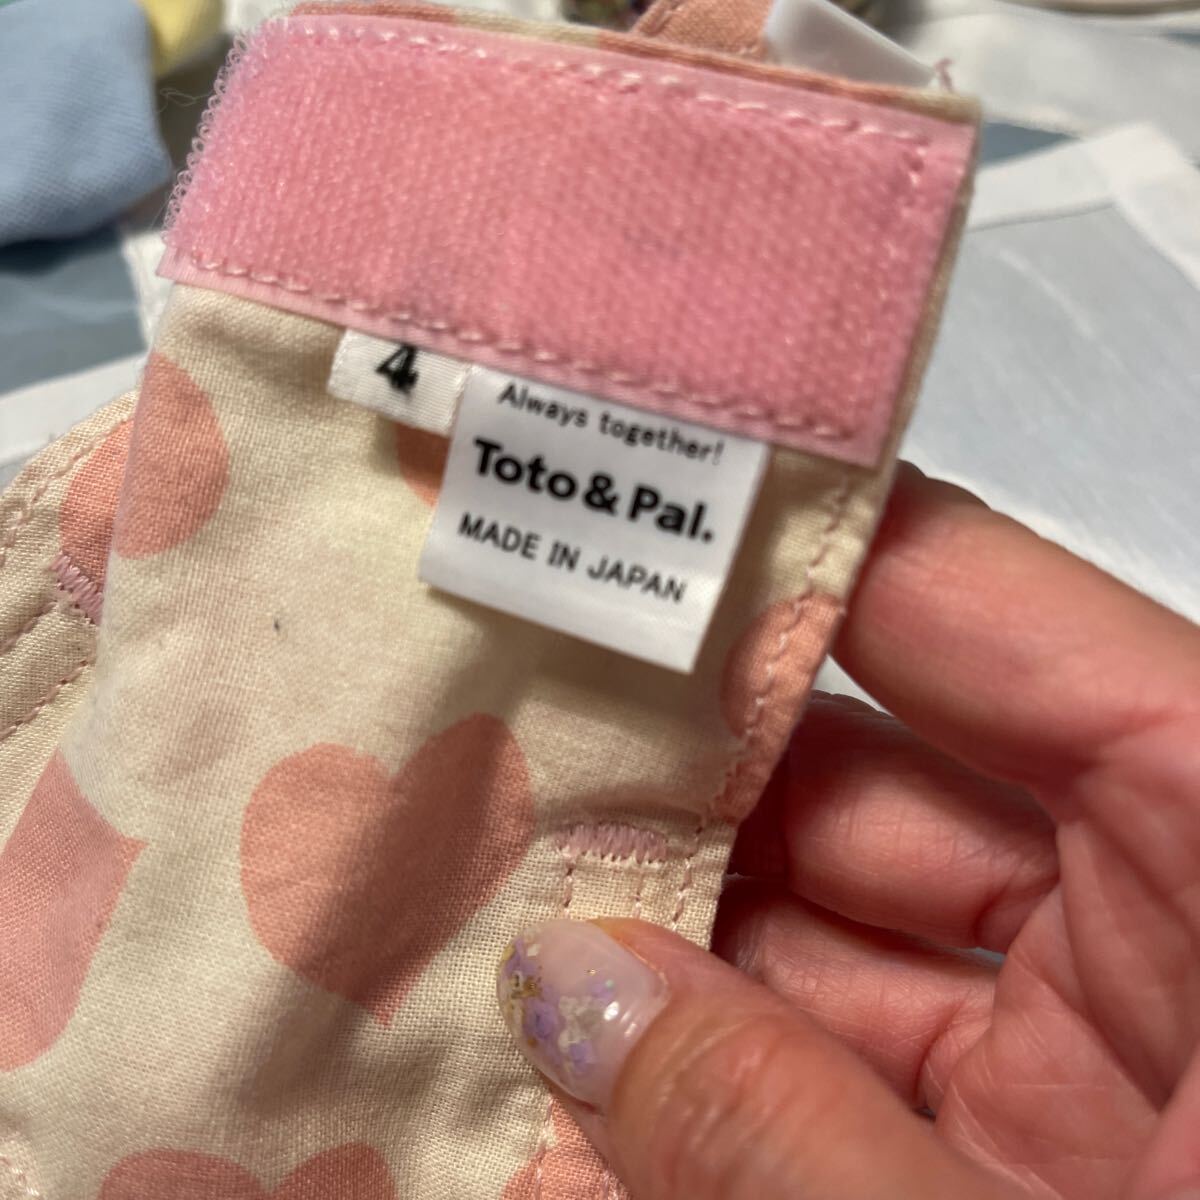 4
Always together!
Toto&Pal.
MADE IN JAPAN